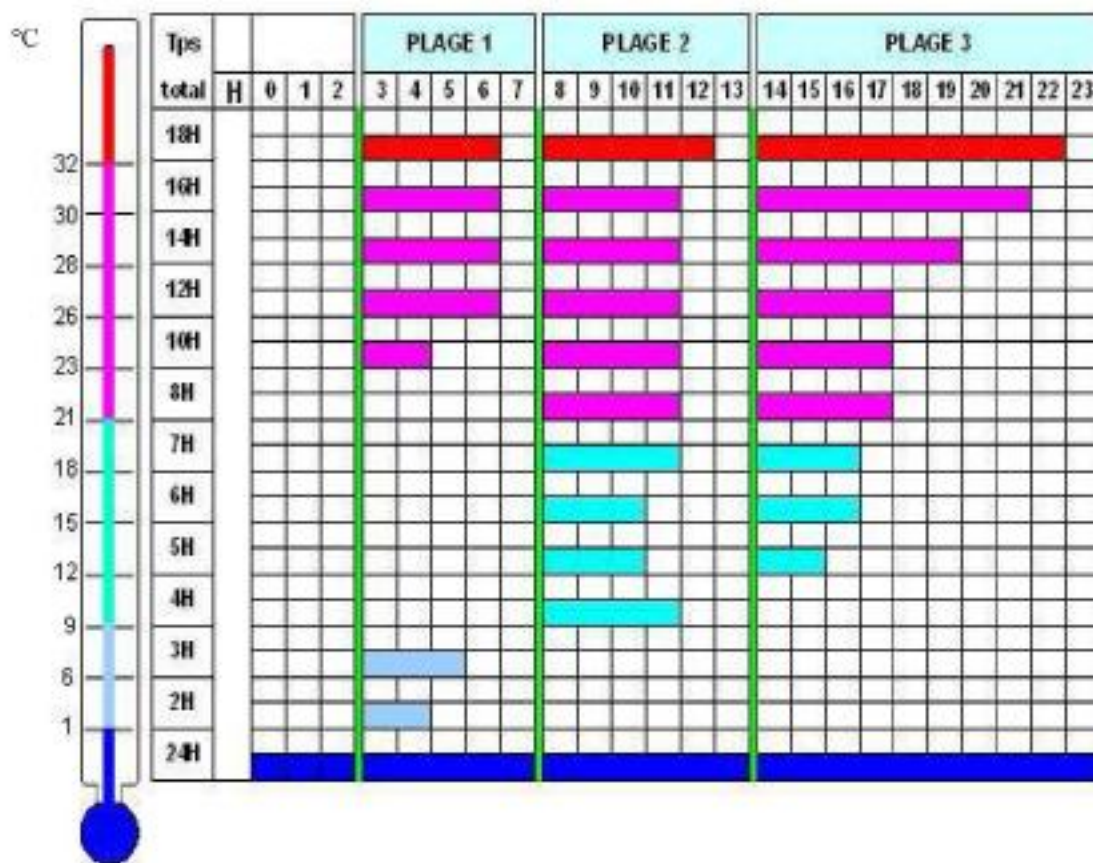 °C
Tps PLAGE 1 PLAGE 2 PLAGE 3
total H 0 1 2 3 4 5 6 7 8 9 10 11 12 13 14 15 16 17 18 19 20 21 22 23
18H
32
16H
30
14H
28
12H
26
10H
23
8H
21
7H
18
6H
15
5H
12
4H
9
3H
6
2H
1
24H